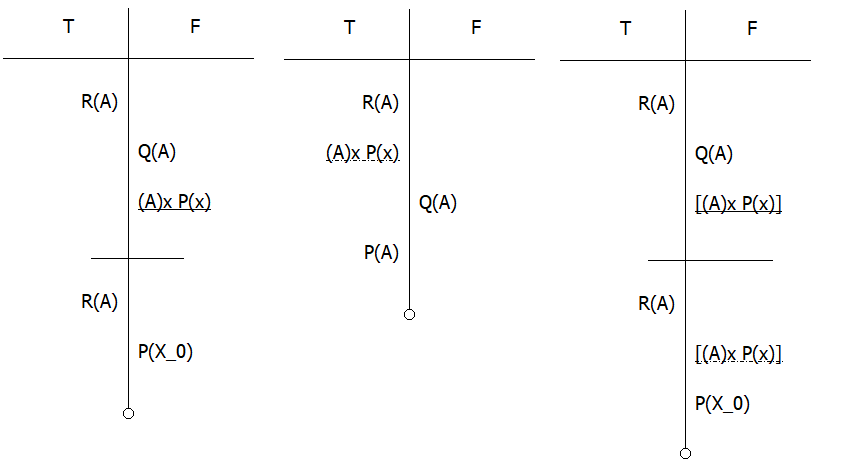 T F
R(A)
Q(A)
(A)x P(x)
R(A)
P(X_0)
T F
R(A)
(A)x P(x)
Q(A)
P(A)
T F
R(A)
Q(A)
[(A)x P(x)]
R(A)
[(A)x P(x)]
P(X_0)